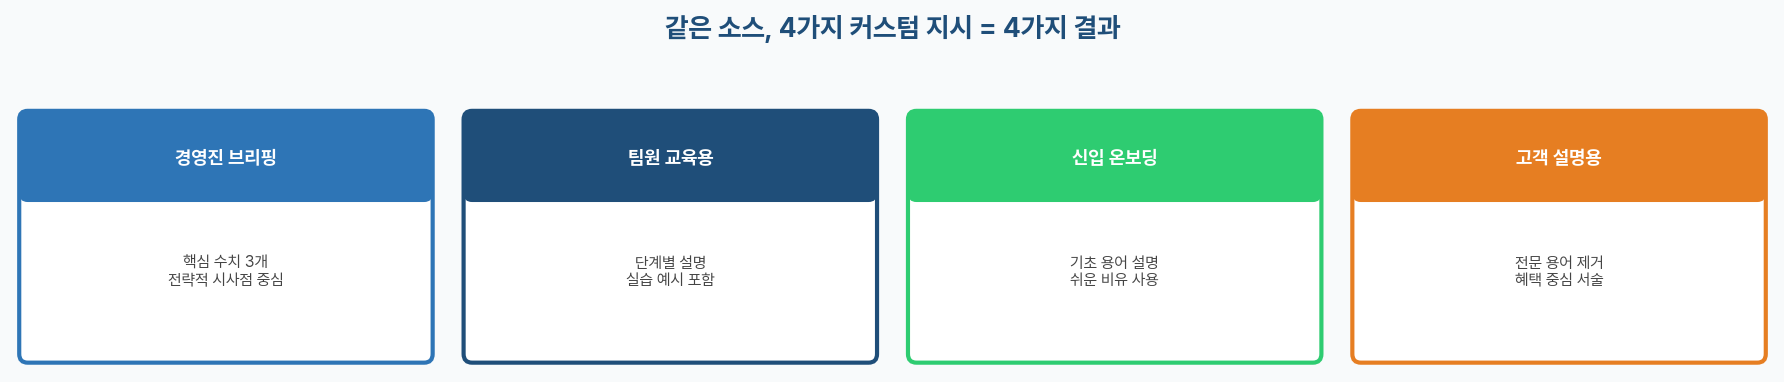 같은 소스, 4가지 커스텀 지시 = 4가지 결과
경영진 브리핑
핵심 수치 3개
전략적 시사점 중심
팀원 교육용
단계별 설명
실습 예시 포함
신입 온보딩
기초 용어 설명
쉬운 비유 사용
고객 설명용
전문 용어 제거
혜택 중심 서술